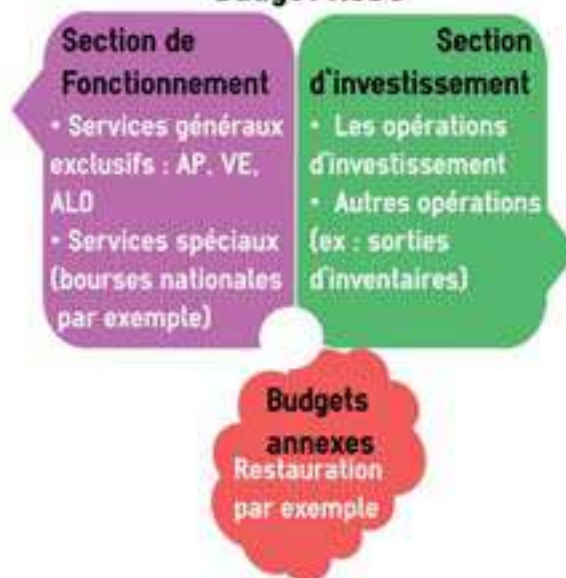 Section de
Fonctionnement
• Services généraux
exclusifs : AP, VE,
ALO
• Services spéciaux
(bourses nationales
par exemple)
Section
d'investissement
• Les opérations
d'investissement
• Autres opérations
(ex : sorties
d'inventaires)
Budgets
annexes
Restauration
par exemple